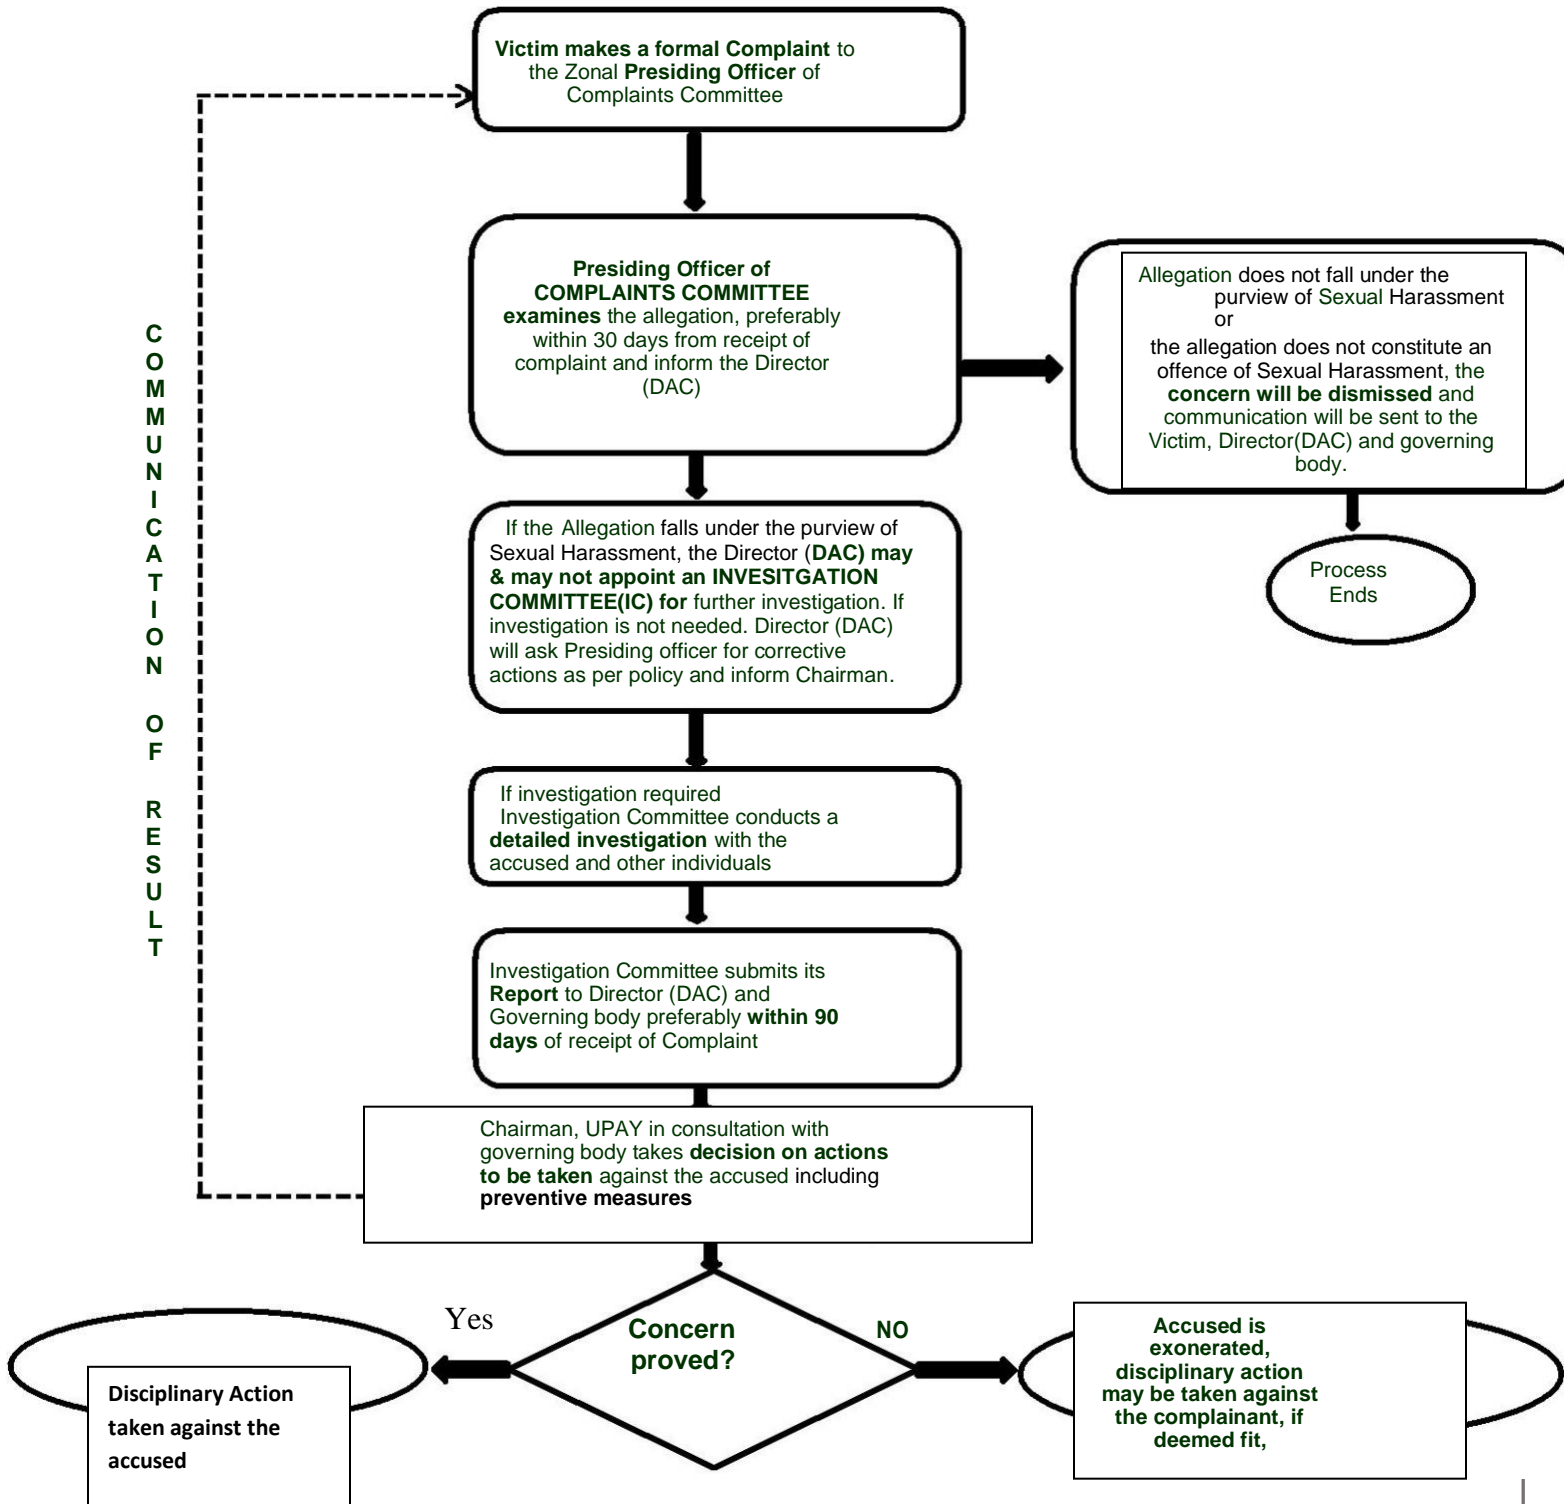 Victim makes a formal Complaint to
the Zonal Presiding Officer of
Complaints Committee
Presiding Officer of
COMPLAINTS COMMITTEE
examines the allegation, preferably
within 30 days from receipt of
complaint and inform the Director
(DAC)
Allegation does not fall under the
purview of Sexual Harassment
or
the allegation does not constitute an
offence of Sexual Harassment, the
concern will be dismissed and
communication will be sent to the
Victim, Director(DAC) and governing
body.
Process
Ends
If the Allegation falls under the purview of
Sexual Harassment, the Director (DAC) may
& may not appoint an INVESITGATION
COMMITTEE(IC) for further investigation. If
investigation is not needed. Director (DAC)
will ask Presiding officer for corrective
actions as per policy and inform Chairman.
If investigation required
Investigation Committee conducts a
detailed investigation with the
accused and other individuals
Investigation Committee submits its
Report to Director (DAC) and
Governing body preferably within 90
days of receipt of Complaint
Chairman, UPAY in consultation with
governing body takes decision on actions
to be taken against the accused including
preventive measures
COMMUNICATION OF RESULT
Concern
proved?
Yes
NO
Disciplinary Action
taken against the
accused
Accused is
exonerated,
disciplinary action
may be taken against
the complainant, if
deemed fit,